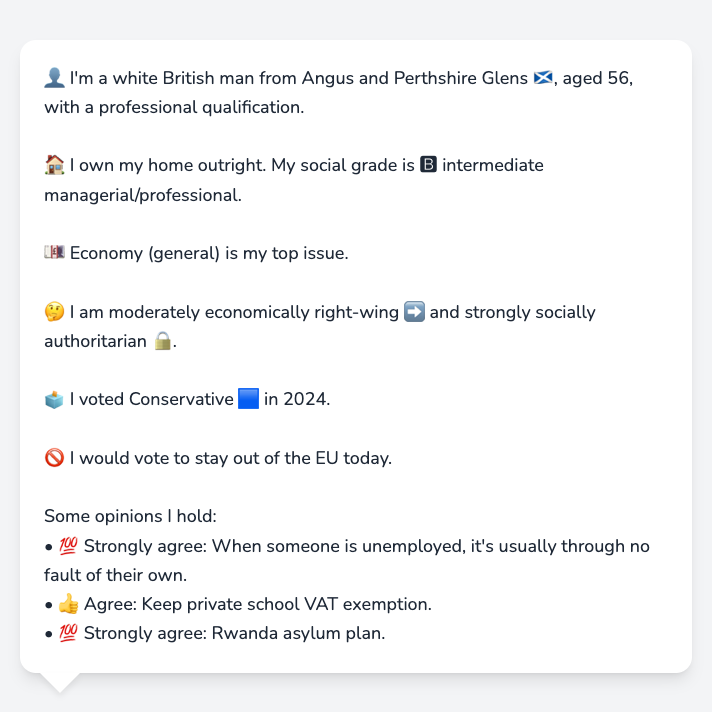 👤 I'm a white British man from Angus and Perthshire Glens 🏴󠁧󠁢󠁳󠁣󠁴󠁿, aged 56,
with a professional qualification.
🏠 I own my home outright. My social grade is 🅱 intermediate
managerial/professional.
💷 Economy (general) is my top issue.
🤔 I am moderately economically right-wing ➡️ and strongly socially
authoritarian 🔒.
🗳️ I voted Conservative 🟦 in 2024.
🚫 I would vote to stay out of the EU today.
Some opinions I hold:
• 💯 Strongly agree: When someone is unemployed, it's usually through no
fault of their own.
• 👍 Agree: Keep private school VAT exemption.
• 💯 Strongly agree: Rwanda asylum plan.